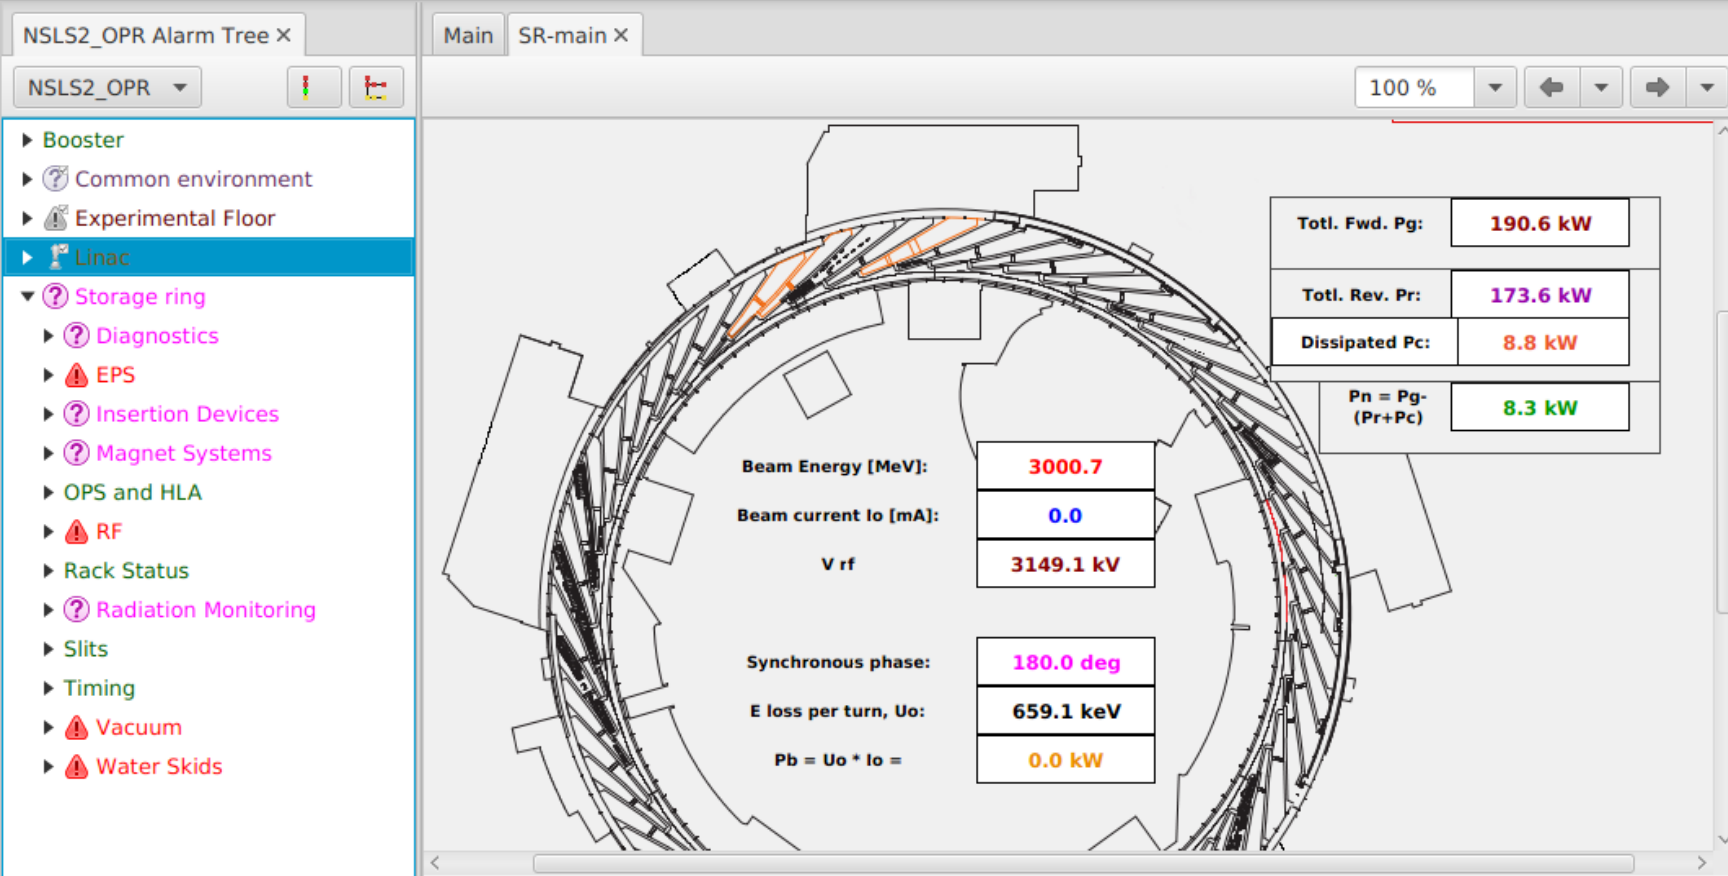 NSLS2_OPR Alarm Tree
NSLS2_OPR
Booster
Common environment
Experimental Floor
Linac
Storage ring
Diagnostics
EPS
Insertion Devices
Magnet Systems
OPS and HLA
RF
Rack Status
Radiation Monitoring
Slits
Timing
Vacuum
Water Skids
Main SR-main
100 %
Totl. Fwd. Pg: 190.6 kW
Totl. Rev. Pr: 173.6 kW
Dissipated Pc: 8.8 kW
Pn = Pg-
(Pr+Pc)
8.3 kW
Beam Energy [MeV]: 3000.7
Beam current Io [mA]: 0.0
V rf 3149.1 kV
Synchronous phase: 180.0 deg
E loss per turn, Uo: 659.1 keV
Pb = Uo * Io = 0.0 kW